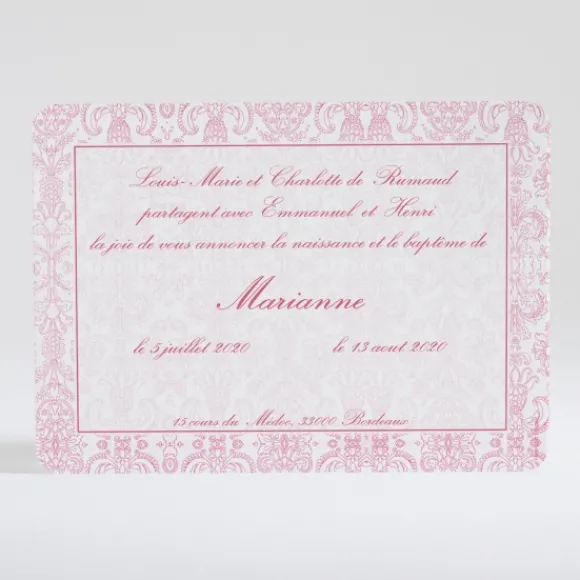 Louis-Marie et Charlotte de Rumaud
partagent avec Emmanuel et Henri
la joie de vous annoncer la naissance et le baptême de
Marianne
le 5 juillet 2020 le 13 aout 2020
15 cours du Médoc, 33000 Bordeaux